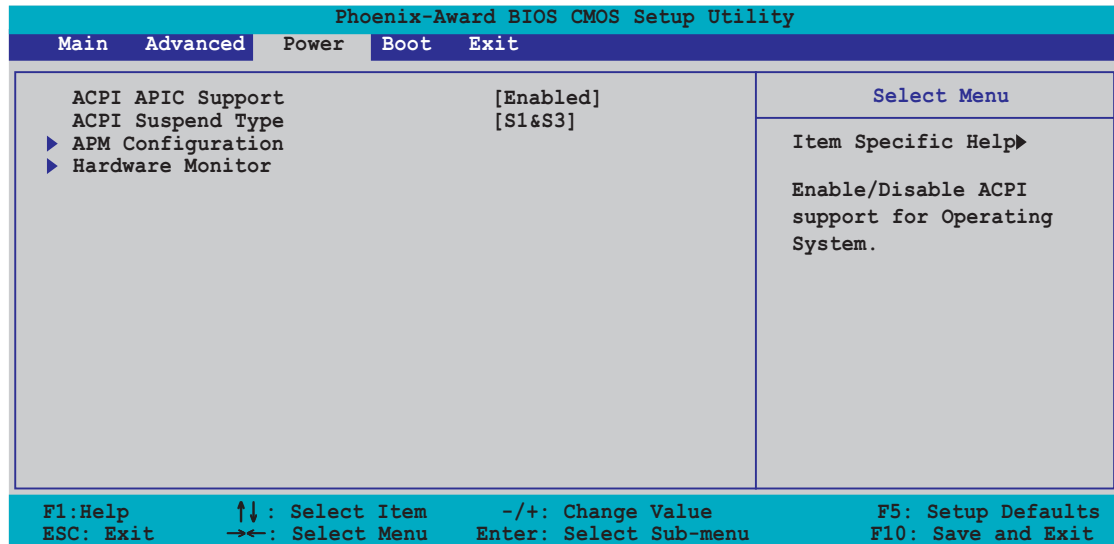 Phoenix-Award BIOS CMOS Setup Utility
Main Advanced Power Boot Exit
ACPI APIC Support [Enabled]
ACPI Suspend Type [S1&S3]
APM Configuration
Hardware Monitor
Select Menu
Item Specific Help
Enable/Disable ACPI
support for Operating
System.
F1:Help ↑↓ : Select Item -/+: Change Value F5: Setup Defaults
ESC: Exit →←: Select Menu Enter: Select Sub-menu F10: Save and Exit